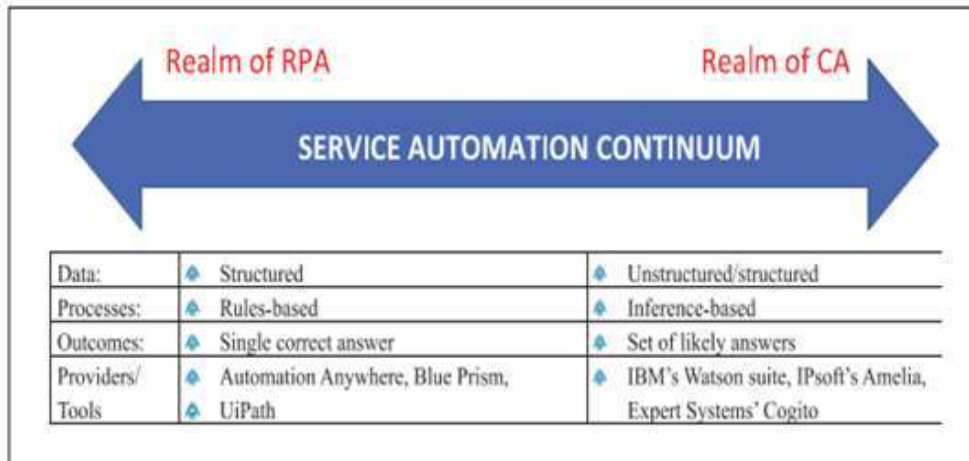 Realm of RPA Realm of CA
SERVICE AUTOMATION CONTINUUM
Data: Structured Unstructured/structured
Processes: Rules-based Inference-based
Outcomes: Single correct answer Set of likely answers
Providers/ Automation Anywhere, Blue Prism, IBM's Watson suite, IPsoft's Amelia,
Tools UiPath Expert Systems' Cogito